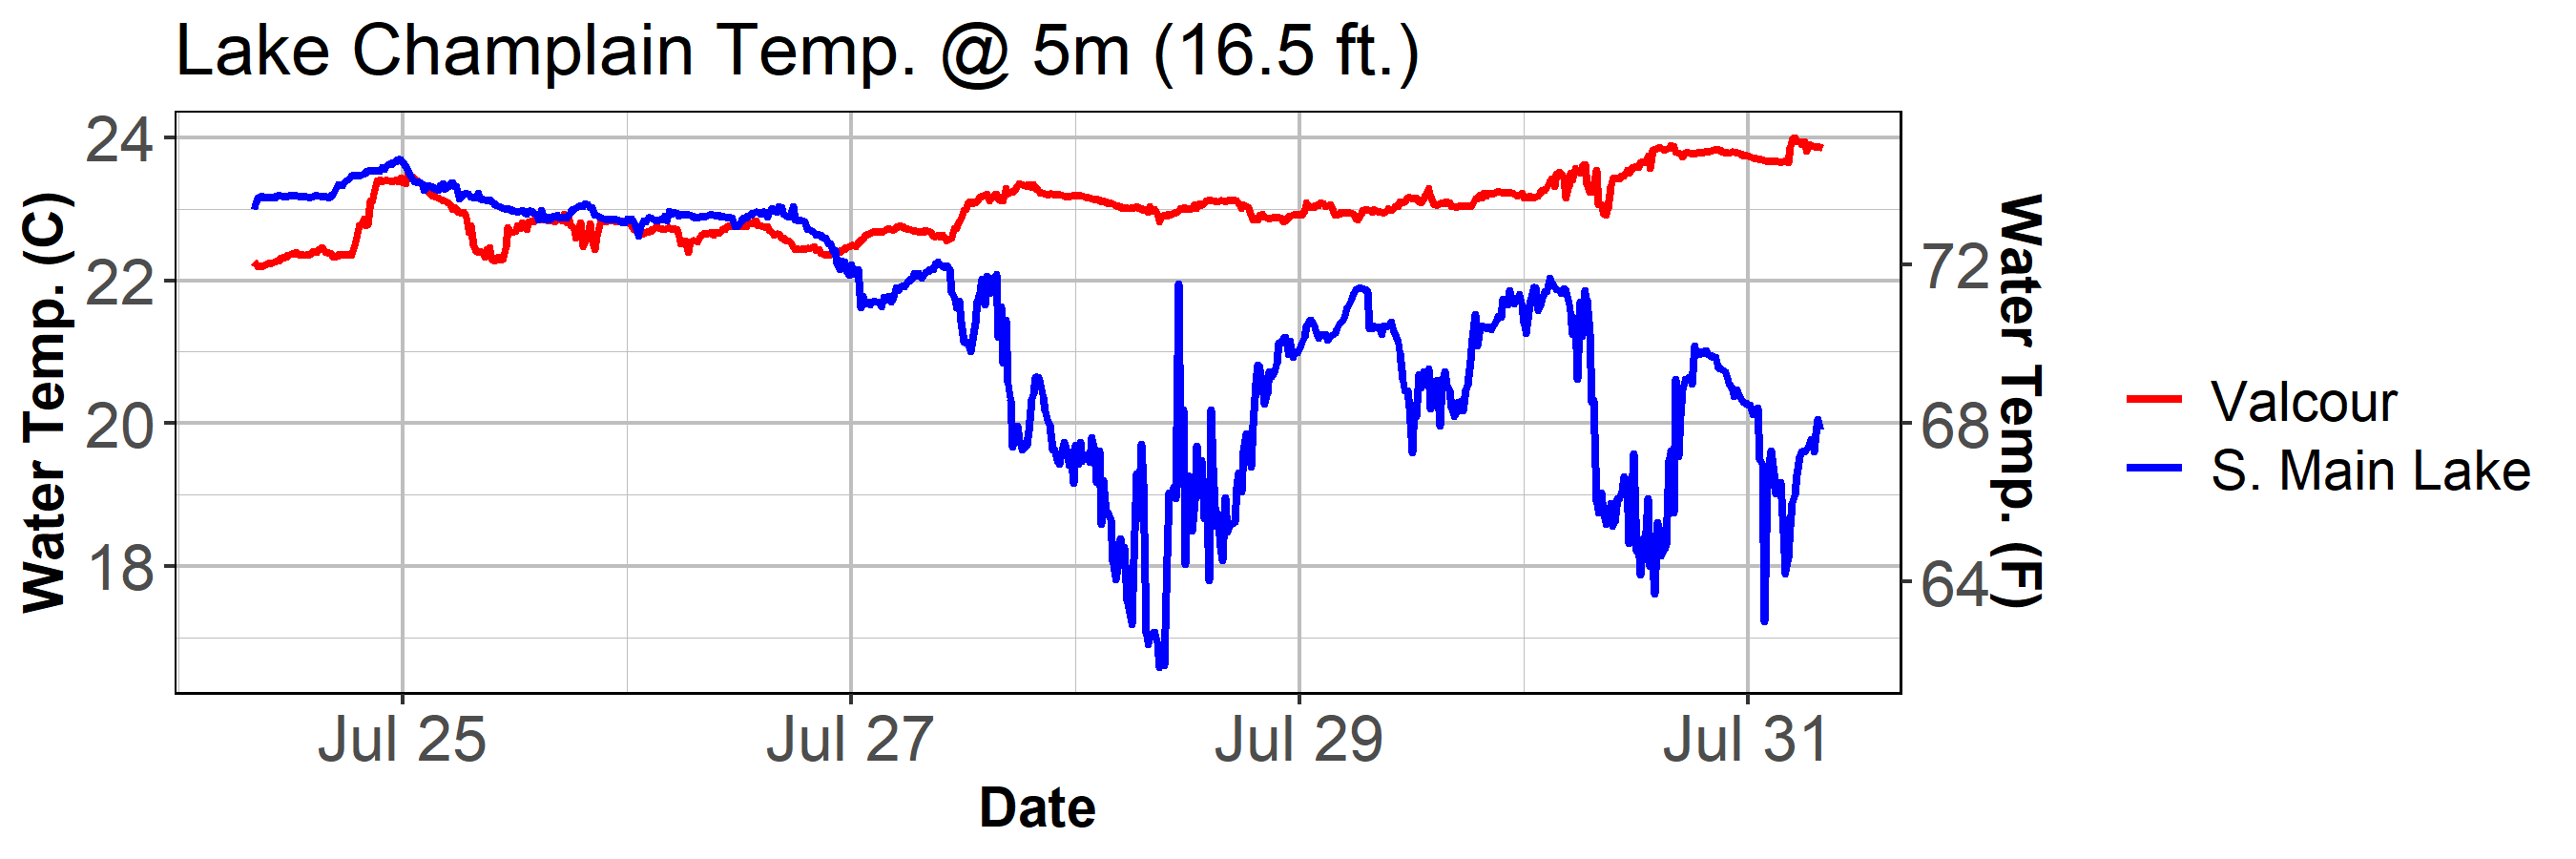 Lake Champlain Temp. @ 5m (16.5 ft.)
Water Temp. (C)
24
22
20
18
72
68
64
Water Temp. (F)
Jul 25
Jul 27
Jul 29
Jul 31
Date
Valcour
S. Main Lake